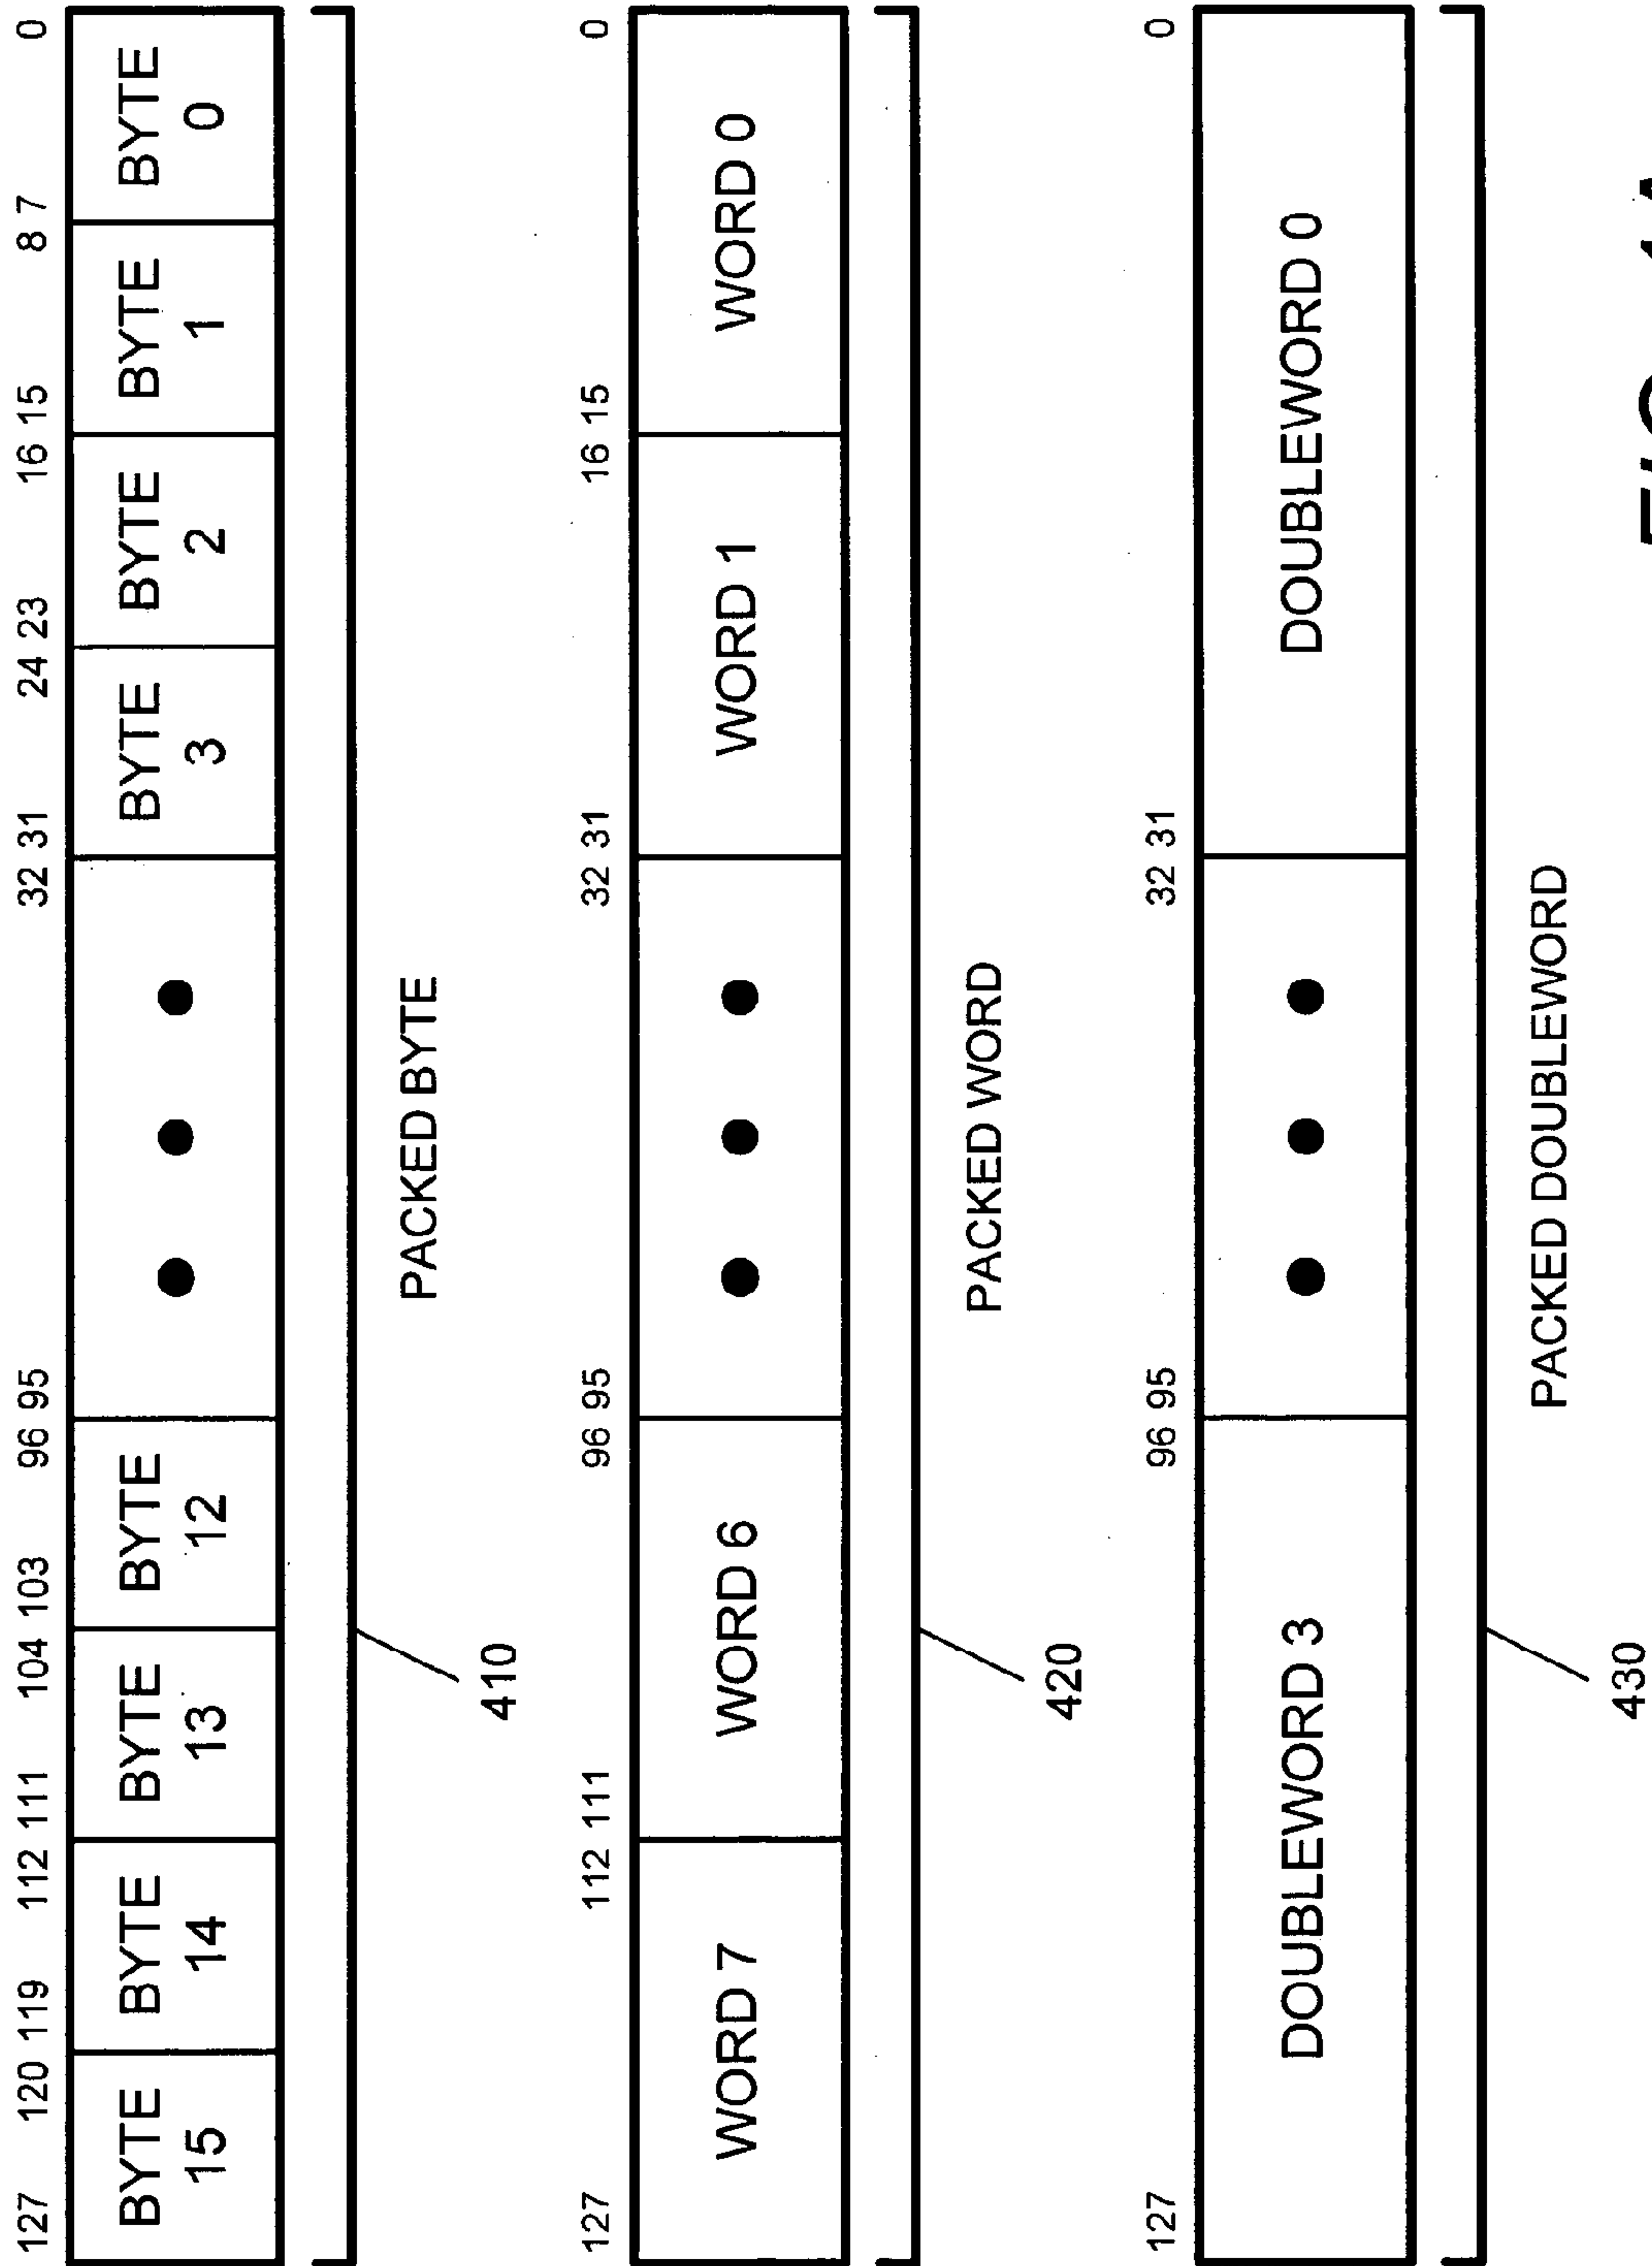 127 120 119 112 111 104 103 96 95 32 31 24 23 16 15 8 7 0
BYTE 15 BYTE 14 BYTE 13 BYTE 12 BYTE 3 BYTE 2 BYTE 1 BYTE 0
PACKED BYTE
410
127 112 111 96 95 32 31 16 15 0
WORD 7 WORD 6 WORD 1 WORD 0
PACKED WORD
420
127 96 95 32 31 0
DOUBLEWORD 3 DOUBLEWORD 0
PACKED DOUBLEWORD
430